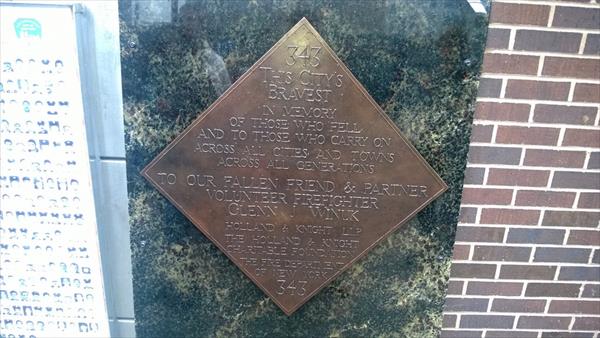 343
THIS CITY'S
BRAVEST
IN MEMORY
OF THOSE WHO FELL
AND TO THOSE WHO CARRY ON
ACROSS ALL CITIES AND TOWNS
ACROSS ALL GENERATIONS
TO OUR FALLEN FRIEND & PARTNER
VOLUNTEER FIREFIGHTER
GLENN J. WINUK
HOLLAND & KNIGHT LLP
THE HOLLAND & KNIGHT
CHARITABLE FOUNDATION
THE FIRE DEPARTMENT
OF NEW YORK
343